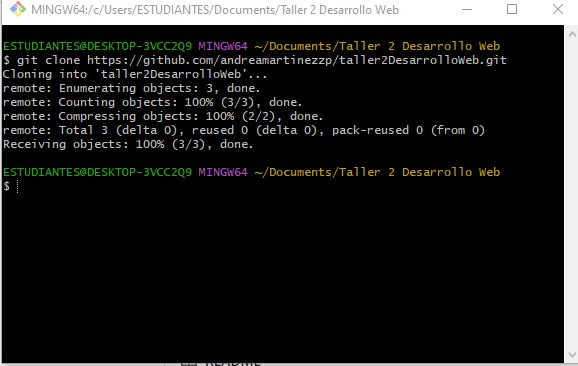 MINGW64:/c/Users/ESTUDIANTES/Documents/Taller 2 Desarrollo Web
ESTUDIANTES@DESKTOP-3VCC2Q9 MINGW64 ~/Documents/Taller 2 Desarrollo Web
$ git clone https://github.com/andreamartinezzp/taller2DesarrolloWeb.git
Cloning into 'taller2DesarrolloWeb'...
remote: Enumerating objects: 3, done.
remote: Counting objects: 100% (3/3), done.
remote: Compressing objects: 100% (2/2), done.
remote: Total 3 (delta 0), reused 0 (delta 0), pack-reused 0 (from 0)
Receiving objects: 100% (3/3), done.
ESTUDIANTES@DESKTOP-3VCC2Q9 MINGW64 ~/Documents/Taller 2 Desarrollo Web
$
README